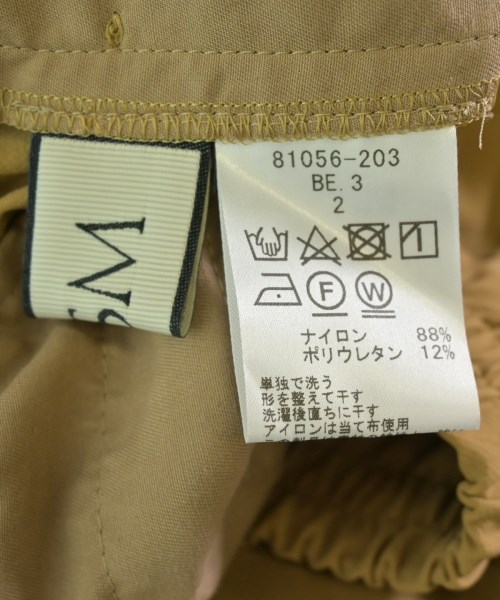 81056-203
BE.3
2
F W
ナイロン 88%
ポリウレタン 12%
単独で洗う
形を整えて干す
洗濯後直ちに干す
アイロンは当て布使用